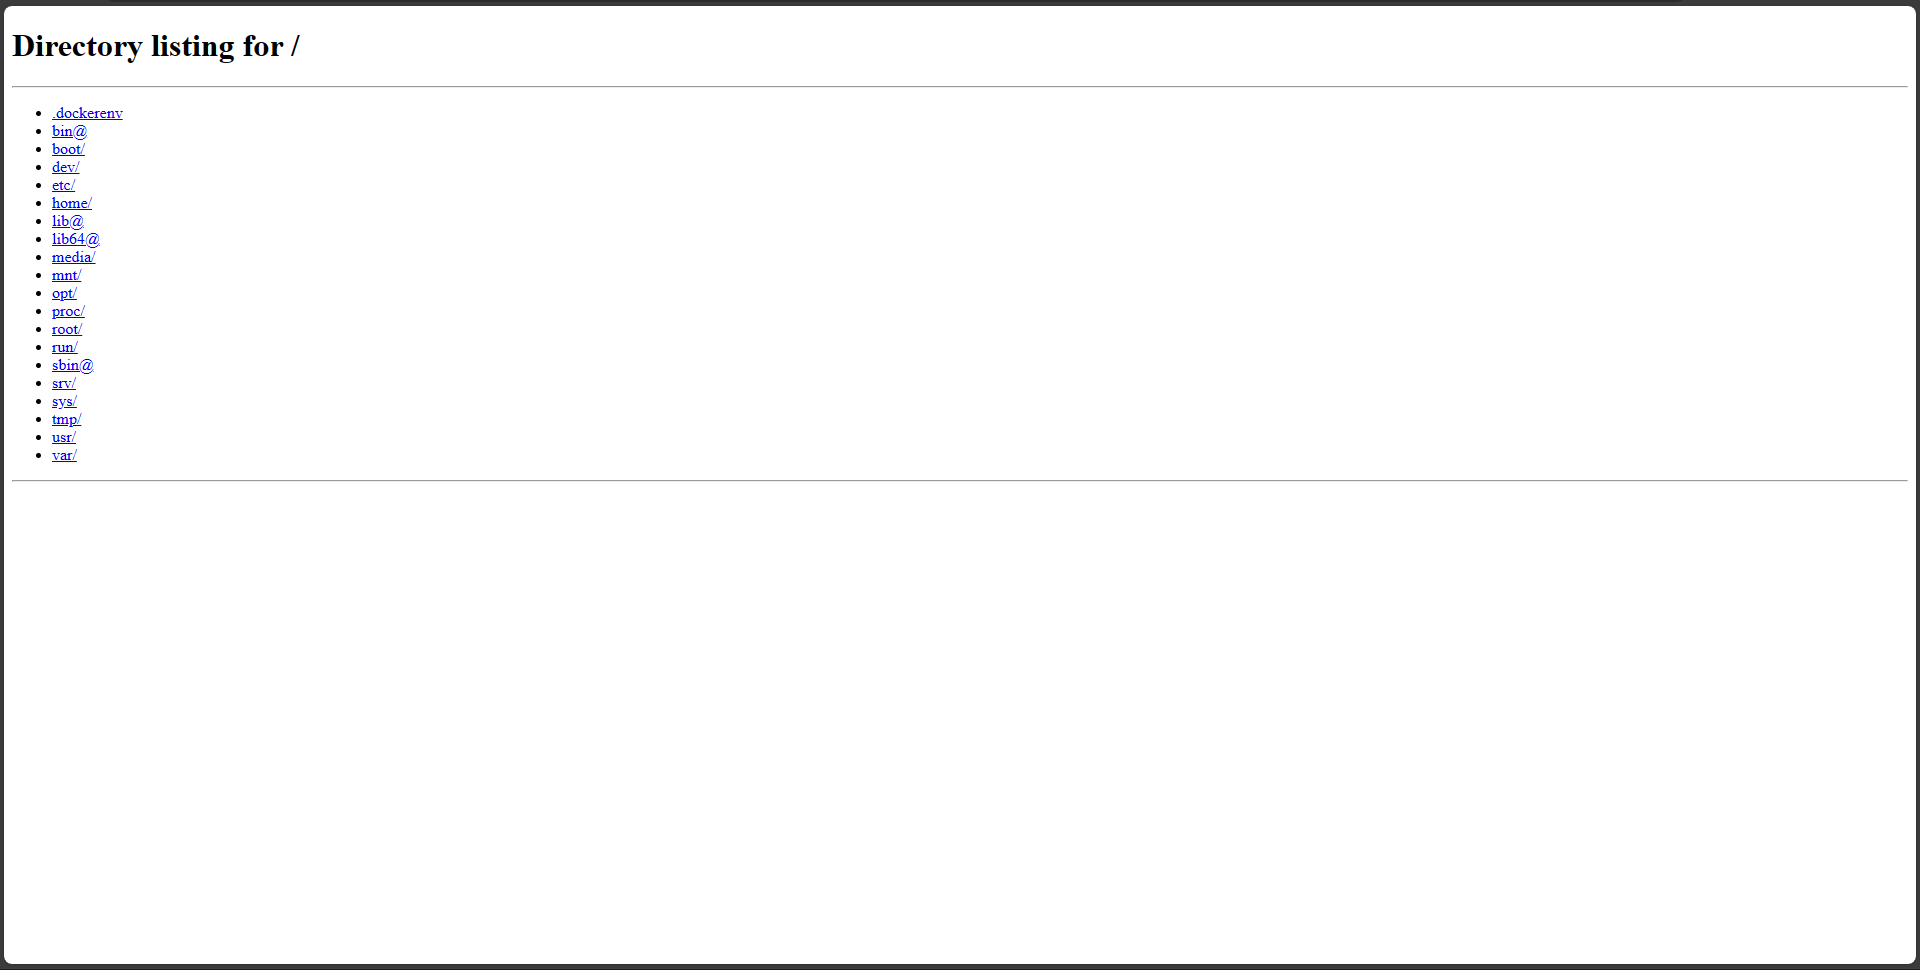 Directory listing for /
.dockerenv
bin@
boot/
dev/
etc/
home/
lib@
lib64@
media/
mnt/
opt/
proc/
root/
run/
sbin@
srv/
sys/
tmp/
usr/
var/